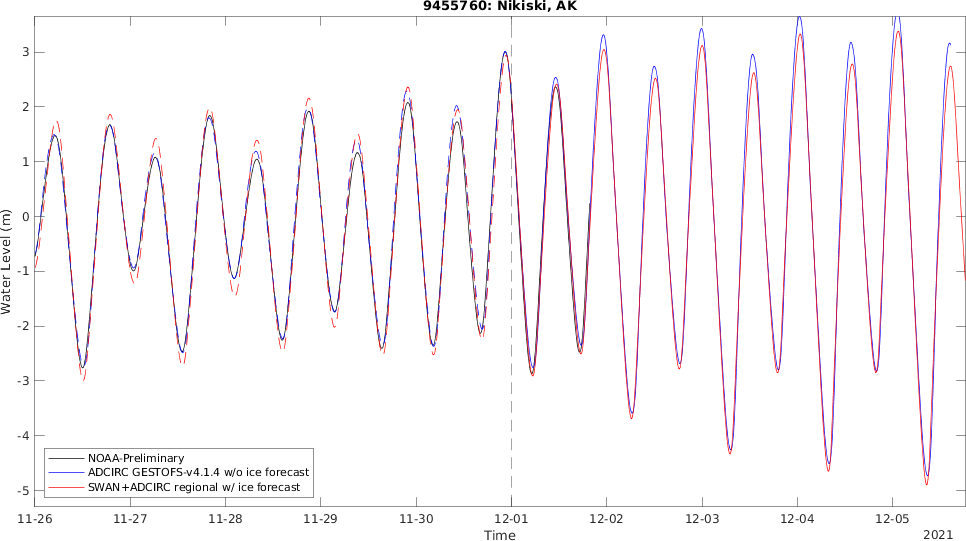 9455760: Nikiski, AK
Water Level (m)
3
2
1
0
-1
-2
-3
-4
-5
NOAA-Preliminary
ADCIRC GESTOFS-v4.1.4 w/o ice forecast
SWAN+ADCIRC regional w/ ice forecast
11-26 11-27 11-28 11-29 11-30 12-01 12-02 12-03 12-04 12-05
Time
2021